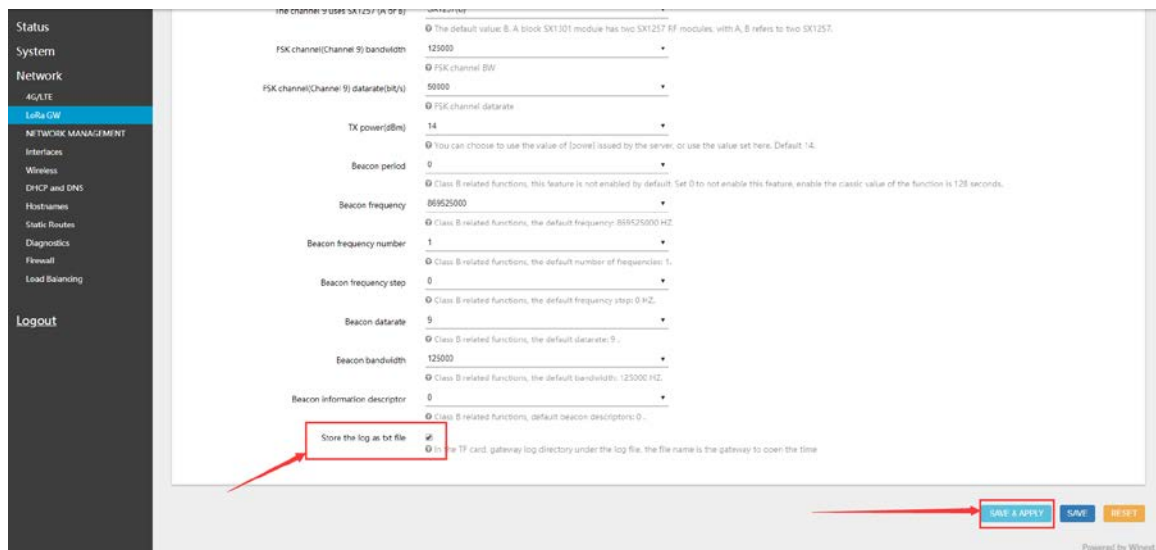 Status
System
Network
4G/LTE
LoRa GW
NETWORK MANAGEMENT
Interfaces
Wireless
DHCP and DNS
Hostnames
Static Routes
Diagnostics
Firewall
Load Balancing
Logout
The channel 9 uses SX1257 (A or B)
SX1257(B)
The default value: B. A block SX1301 module has two SX1257 RF modules, with A, B refers to two SX1257.
FSK channel(Channel 9) bandwidth
125000
FSK channel BW
FSK channel(Channel 9) datarate(bit/s)
50000
FSK channel datarate
TX power(dBm)
14
You can choose to use the value of [powe] issued by the server, or use the value set here. Default 14.
Beacon period
0
Class B related functions, this feature is not enabled by default. Set 0 to not enable this feature, enable the classic value of the function is 128 seconds.
Beacon frequency
869525000
Class B related functions, the default frequency: 869525000 HZ.
Beacon frequency number
1
Class B related functions, the default number of frequencies: 1.
Beacon frequency step
0
Class B related functions, the default frequency step: 0 HZ.
Beacon datarate
9
Class B related functions, the default datarate: 9 .
Beacon bandwidth
125000
Class B related functions, the default bandwidth: 125000 HZ.
Beacon information descriptor
0
Class B related functions, default beacon descriptors: 0 .
Store the log as txt file
In the TF card, gateway log directory under the log file, the file name is the gateway to open the time
SAVE & APPLY
SAVE
RESET
Powered by